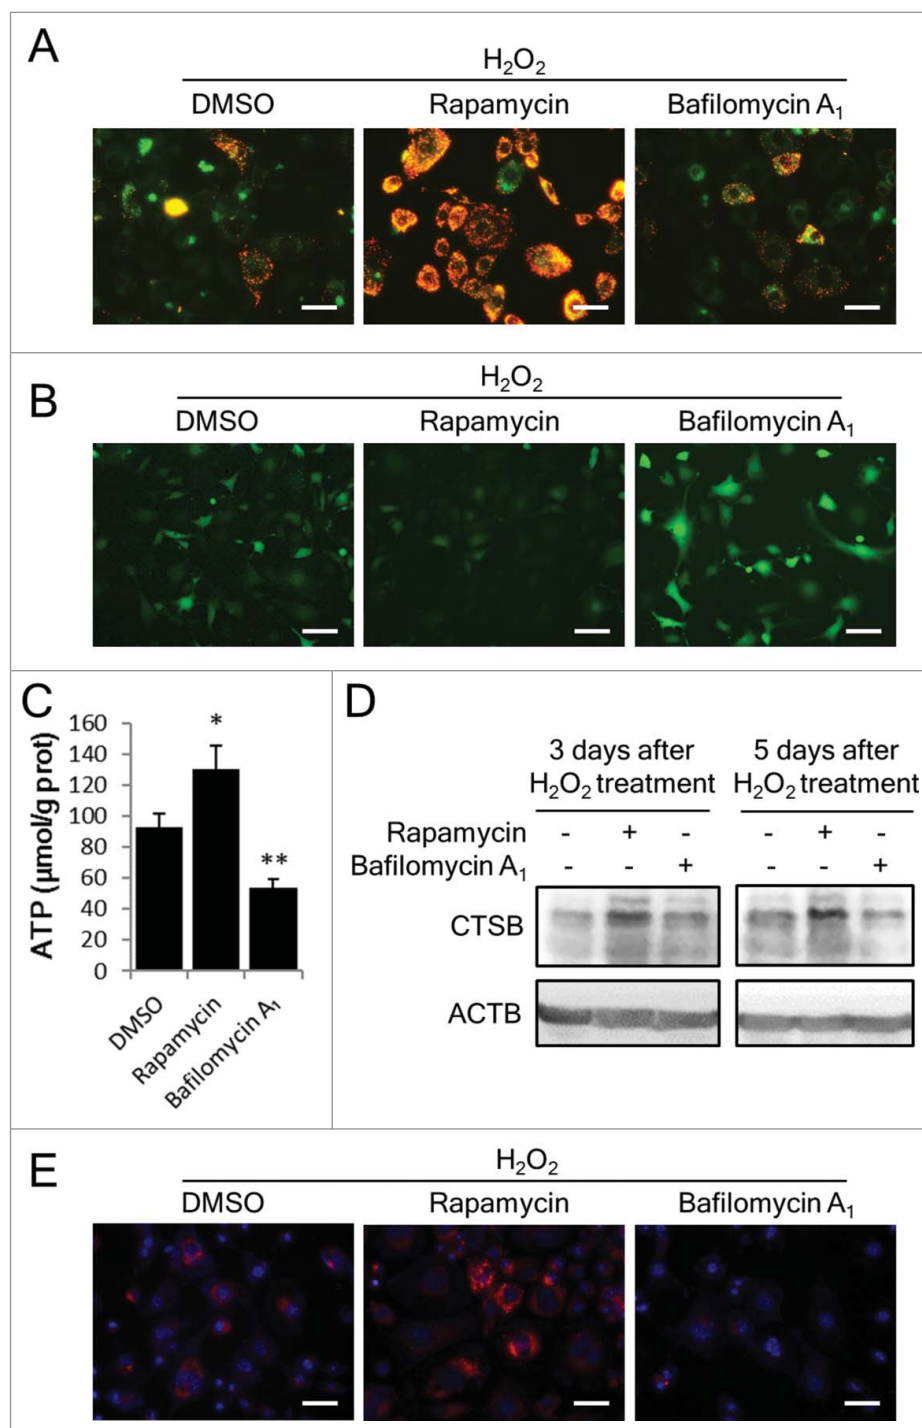 A
H₂O₂
DMSO Rapamycin Bafilomycin A₁
B
H₂O₂
DMSO Rapamycin Bafilomycin A₁
C
ATP (µmol/g prot)
160
140
120
100
80
60
40
20
0
*
**
DMSO
Rapamycin
Bafilomycin A₁
D
3 days after 5 days after
H₂O₂ treatment H₂O₂ treatment
Rapamycin - + - - + -
Bafilomycin A₁ - - + - - +
CTSB
ACTB
E
H₂O₂
DMSO Rapamycin Bafilomycin A₁